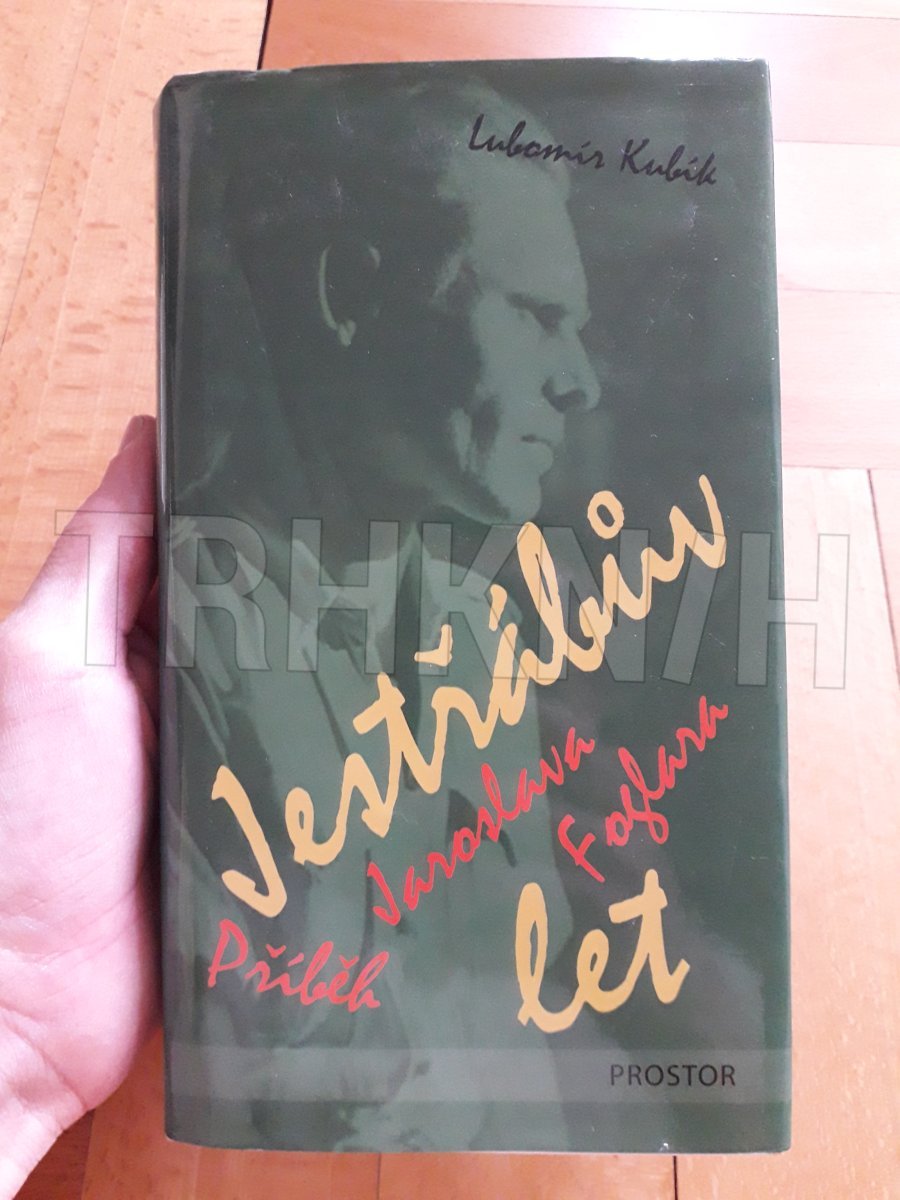 Lubomír Kubík
Jestřábův
Příběh Jaroslava Foglara
let
PROSTOR
TRHKNIH